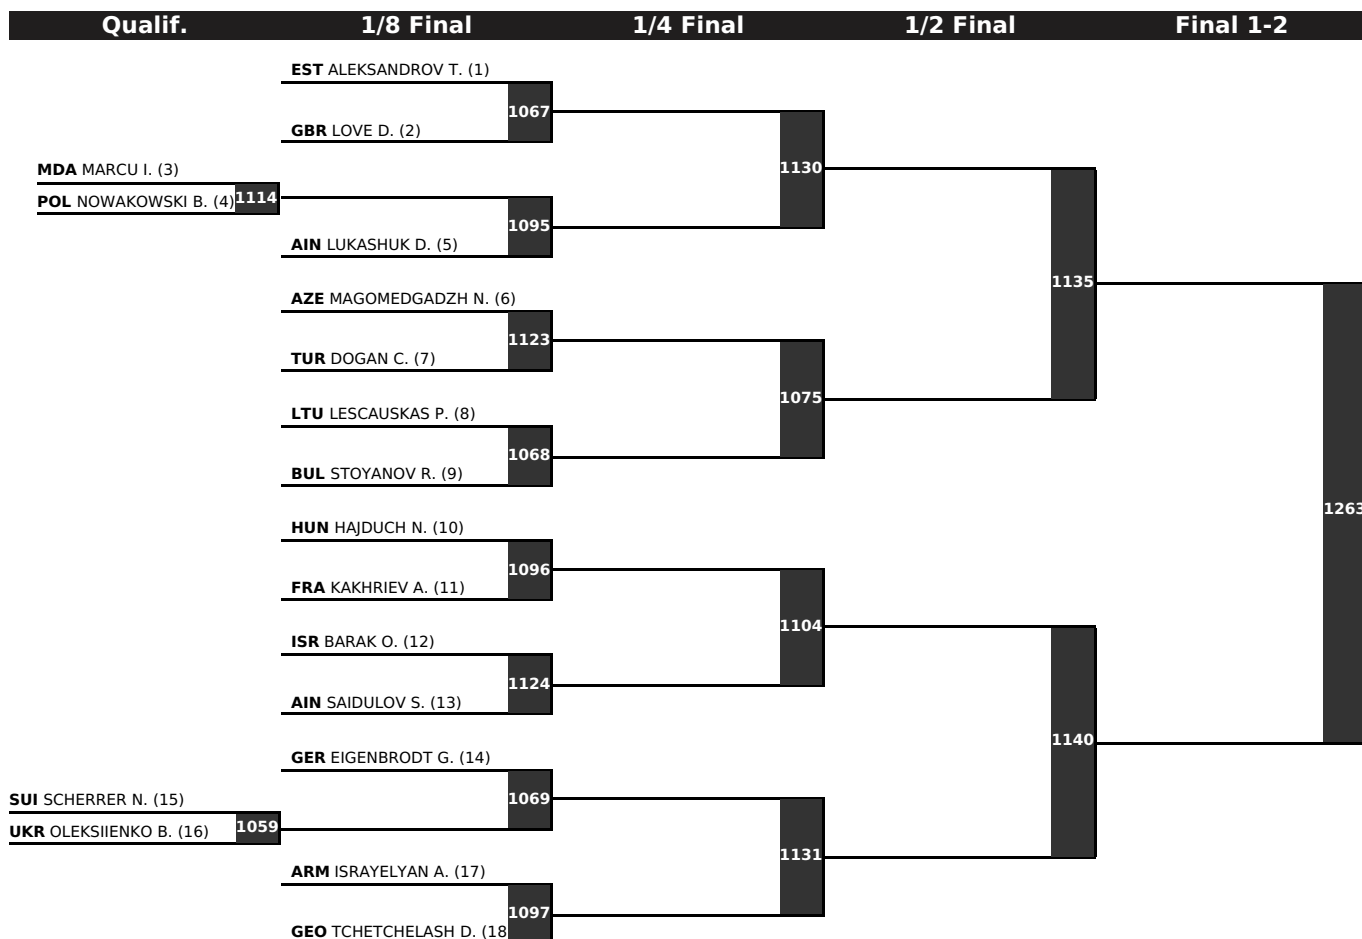 Qualif. 1/8 Final 1/4 Final 1/2 Final Final 1-2
EST ALEKSANDROV T. (1)
1067
GBR LOVE D. (2)
MDA MARCU I. (3)
1130
POL NOWAKOWSKI B. (4) 1114
1095
AIN LUKASHUK D. (5)
1135
AZE MAGOMEDGADZH N. (6)
1123
TUR DOGAN C. (7)
1075
LTU LESCAUSKAS P. (8)
1068
BUL STOYANOV R. (9)
1263
HUN HAJDUCH N. (10)
1096
FRA KAKHRIEV A. (11)
1104
ISR BARAK O. (12)
1124
AIN SAIDULOV S. (13)
1140
GER EIGENBRODT G. (14)
1069
SUI SCHERRER N. (15)
UKR OLEKSIIENKO B. (16) 1059
1131
ARM ISRAYELYAN A. (17)
1097
GEO TCHETCHELASH D. (18